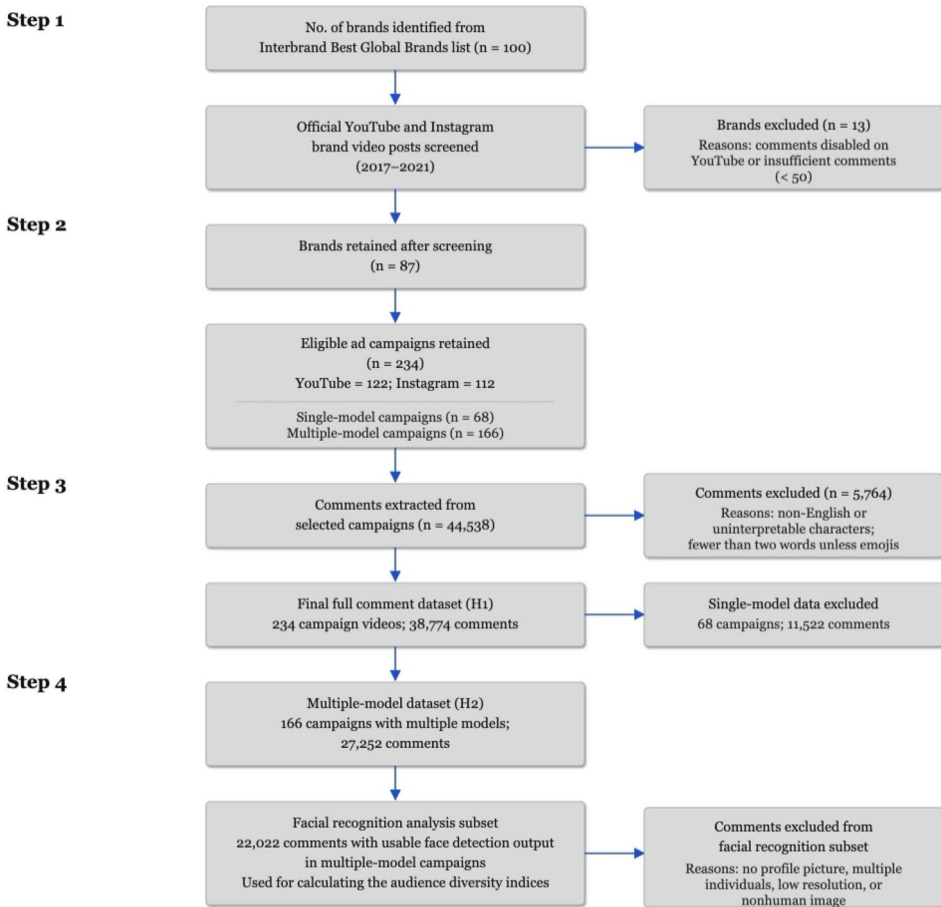 Step 1
No. of brands identified from
Interbrand Best Global Brands list (n = 100)
Official YouTube and Instagram
brand video posts screened
(2017–2021)
Brands excluded (n = 13)
Reasons: comments disabled on
YouTube or insufficient comments
(< 50)
Step 2
Brands retained after screening
(n = 87)
Eligible ad campaigns retained
(n = 234)
YouTube = 122; Instagram = 112
Single-model campaigns (n = 68)
Multiple-model campaigns (n = 166)
Step 3
Comments extracted from
selected campaigns (n = 44,538)
Comments excluded (n = 5,764)
Reasons: non-English or
uninterpretable characters;
fewer than two words unless emojis
Final full comment dataset (H1)
234 campaign videos; 38,774 comments
Single-model data excluded
68 campaigns; 11,522 comments
Step 4
Multiple-model dataset (H2)
166 campaigns with multiple models;
27,252 comments
Facial recognition analysis subset
22,022 comments with usable face detection output
in multiple-model campaigns
Used for calculating the audience diversity indices
Comments excluded from
facial recognition subset
Reasons: no profile picture, multiple
individuals, low resolution, or
nonhuman image